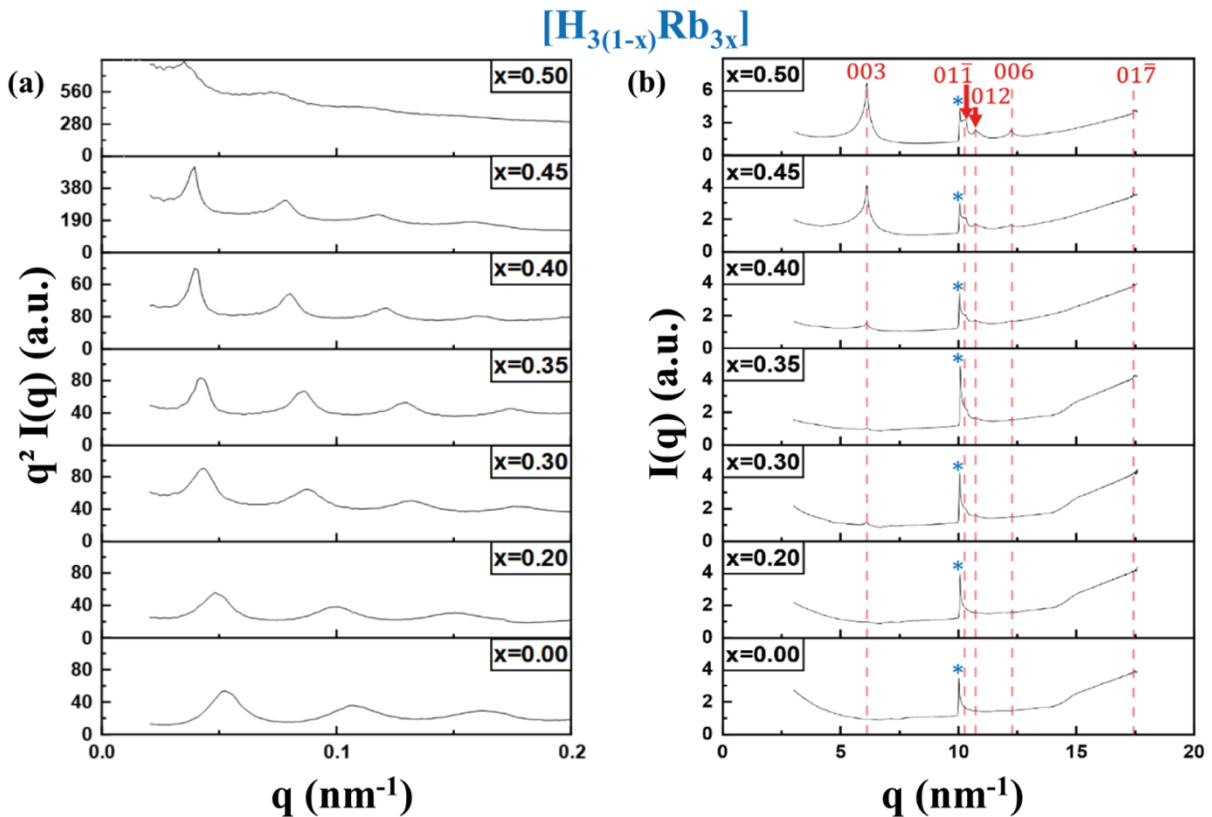 [H₃₍₁₋ₓ₎Rb₃ₓ]
(a)
q² I(q) (a.u.)
x=0.50
560
280
0
x=0.45
380
190
0
x=0.40
60
0
x=0.35
80
40
0
x=0.30
80
40
0
x=0.20
80
40
0
x=0.00
80
40
0
0.0 0.1 0.2
q (nm⁻¹)
(b)
I(q) (a.u.)
003 011̅ 006 017̅
012
x=0.50
*
6
3
0
x=0.45
*
4
2
0
x=0.40
*
4
2
0
x=0.35
*
4
2
0
x=0.30
*
4
2
0
x=0.20
*
4
2
0
x=0.00
*
4
2
0
0 5 10 15 20
q (nm⁻¹)